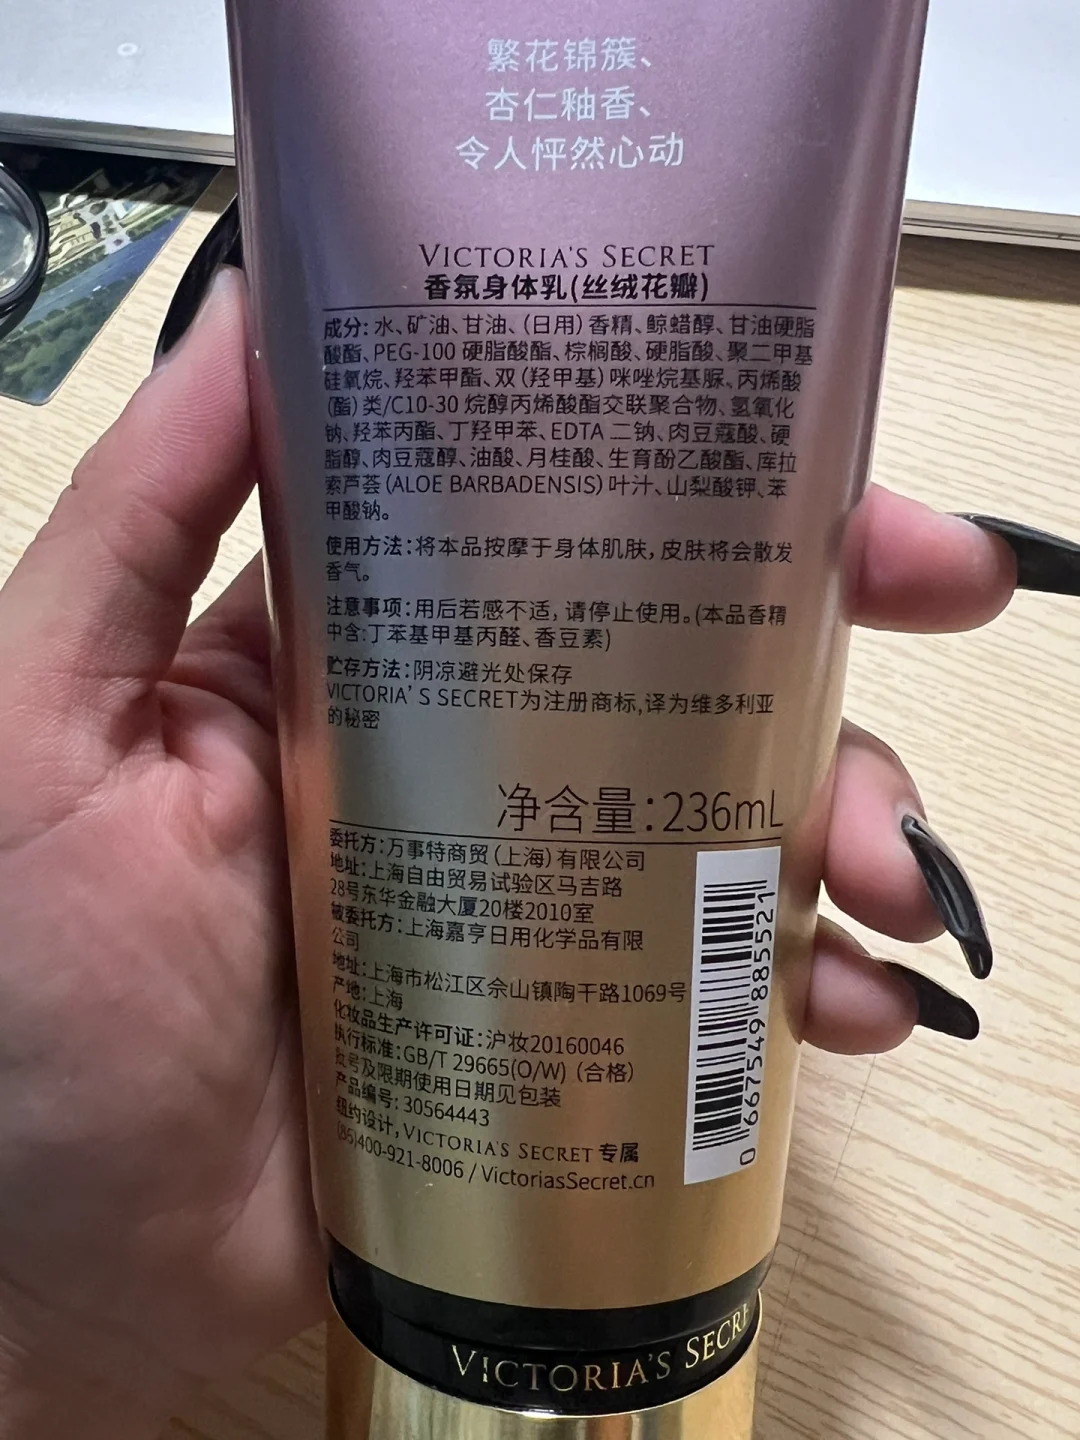 繁花锦簇、
杏仁釉香、
令人怦然心动
VICTORIA'S SECRET
香氛身体乳(丝绒花瓣)
成分:水、矿油、甘油、(日用)香精、鲸蜡醇、甘油硬脂
酸酯、PEG-100 硬脂酸酯、棕榈酸、硬脂酸、聚二甲基
硅氧烷、羟苯甲酯、双(羟甲基)咪唑烷基脲、丙烯酸
(酯)类/C10-30 烷醇丙烯酸酯交联聚合物、氢氧化
钠、羟苯丙酯、丁羟甲苯、EDTA 二钠、肉豆蔻酸、硬
脂醇、肉豆蔻醇、油酸、月桂酸、生育酚乙酸酯、库拉
索芦荟(ALOE BARBADENSIS)叶汁、山梨酸钾、苯
甲酸钠。
使用方法:将本品按摩于身体肌肤,皮肤将会散发
香气。
注意事项:用后若感不适,请停止使用。(本品香精
中含:丁苯基甲基丙醛、香豆素)
贮存方法:阴凉避光处保存
VICTORIA'S SECRET为注册商标,译为维多利亚
的秘密
净含量:236mL
委托方:万事特商贸(上海)有限公司
地址:上海自由贸易试验区马吉路
28号东华金融大厦20楼2010室
被委托方:上海嘉亨日用化学品有限
公司
地址:上海市松江区佘山镇陶干路1069号
产地:上海
化妆品生产许可证:沪妆20160046
执行标准:GB/T 29665(O/W)(合格)
批号及限期使用日期见包装
产品编号:30564443
纽约设计,VICTORIA'S SECRET 专属
(86)400-921-8006 / VictoriasSecret.cn
0 667549 885521
VICTORIA'S SECRE